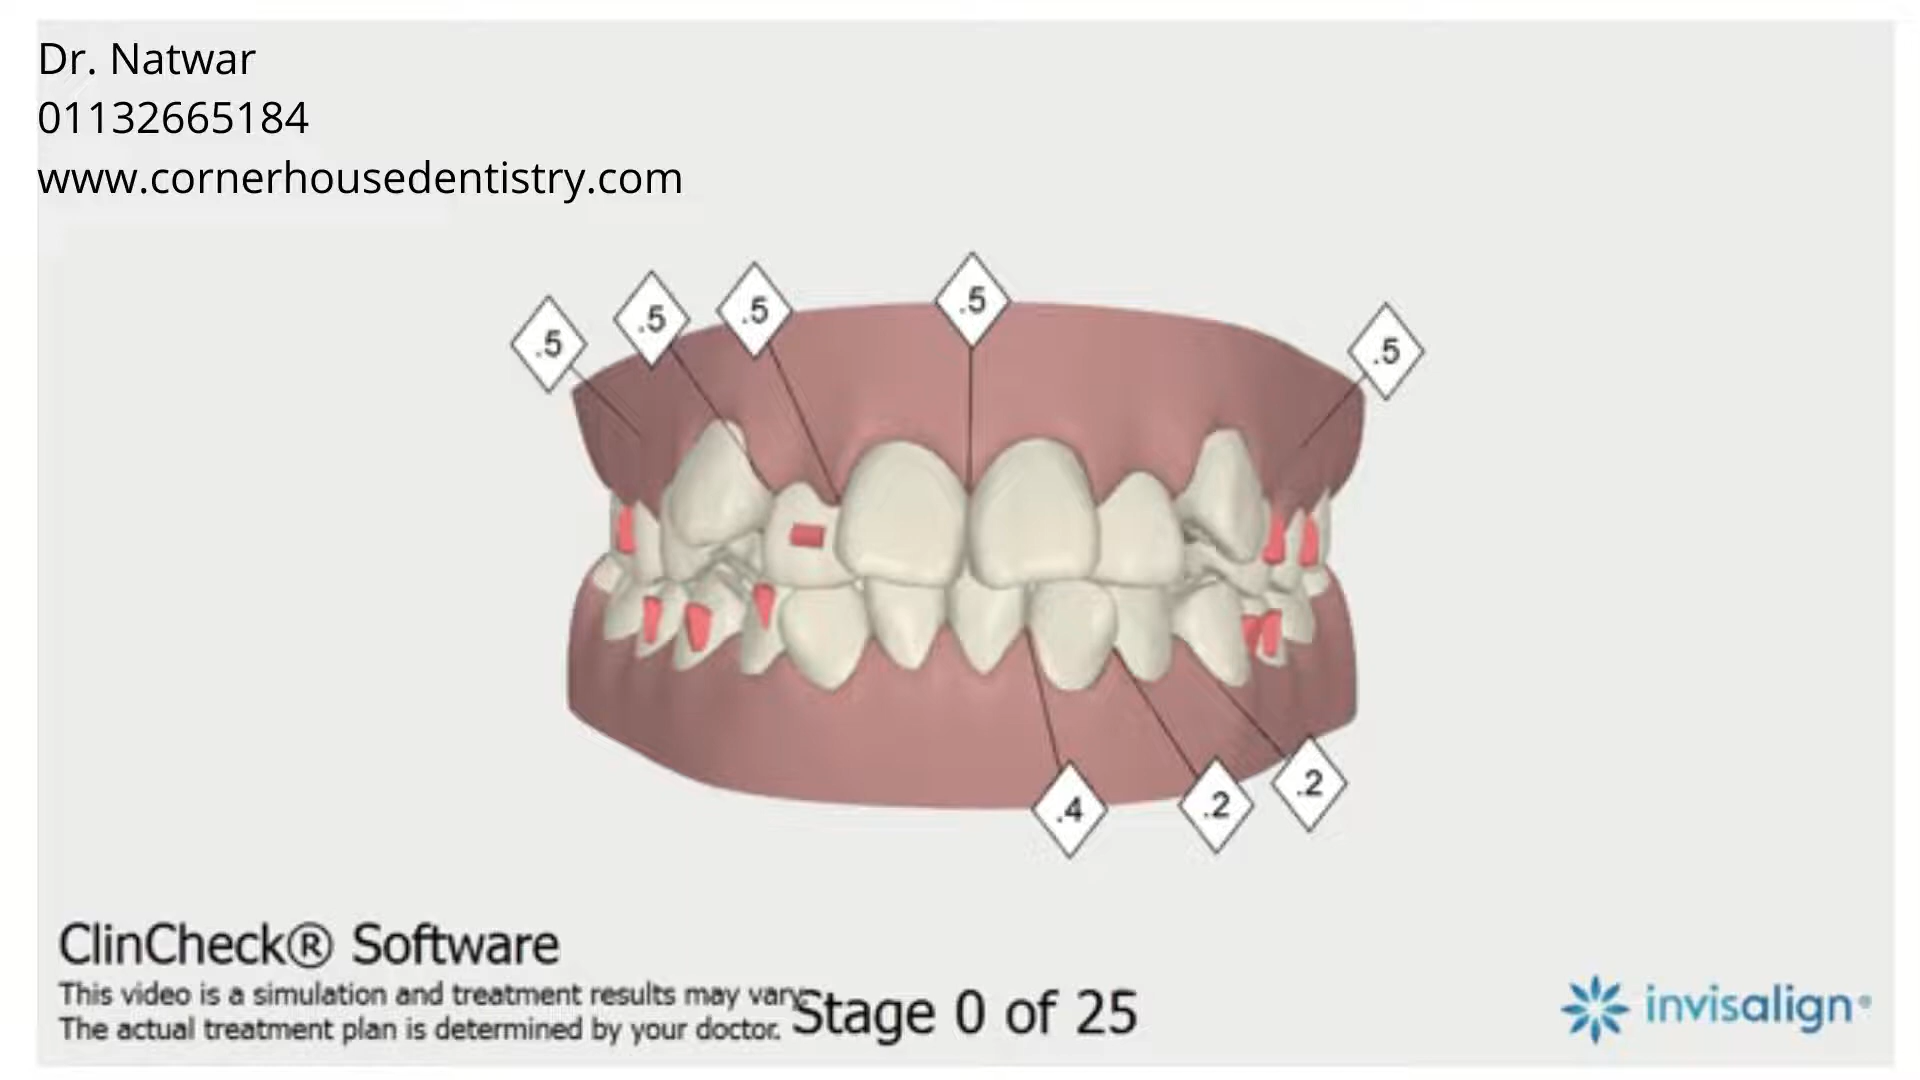 Dr. Natwar
01132665184
www.cornerhousedentistry.com
.5
.5
.5
.5
.5
.4
.2
.2
ClinCheck® Software
This video is a simulation and treatment results may vary.
The actual treatment plan is determined by your doctor.
Stage 0 of 25
invisalign®